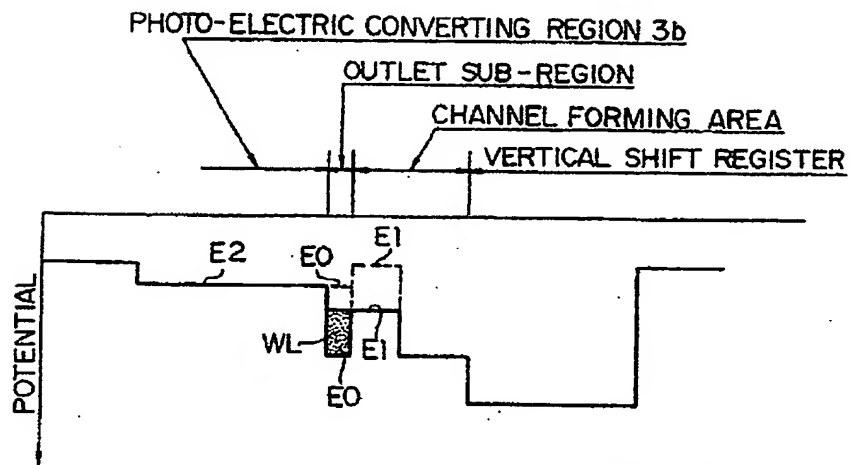 PHOTO-ELECTRIC CONVERTING REGION 3b
OUTLET SUB-REGION
CHANNEL FORMING AREA
VERTICAL SHIFT REGISTER
E2
E0
E1
WL
E1
E0
POTENTIAL